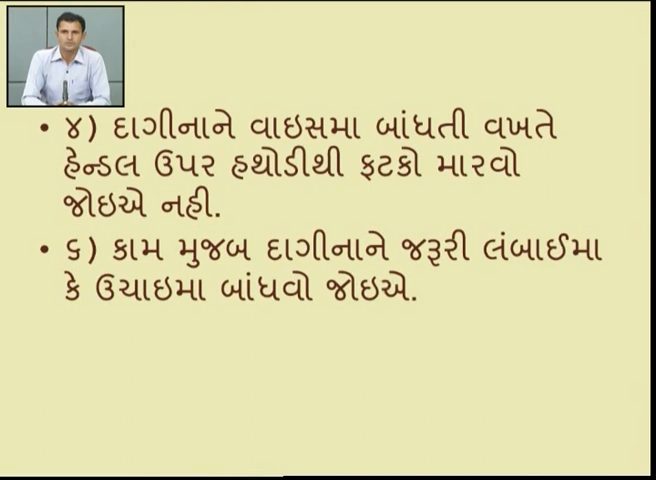 • ૪) દાગીનાને વાઇસમા બાંધતી વખતે
હેન્ડલ ઉપર હથોડીથી ફટકો મારવો
જોઇએ નહી.
• ૬) કામ મુજબ દાગીનાને જરૂરી લંબાઈમા
કે ઉચાઇમા બાંધવો જોઇએ.